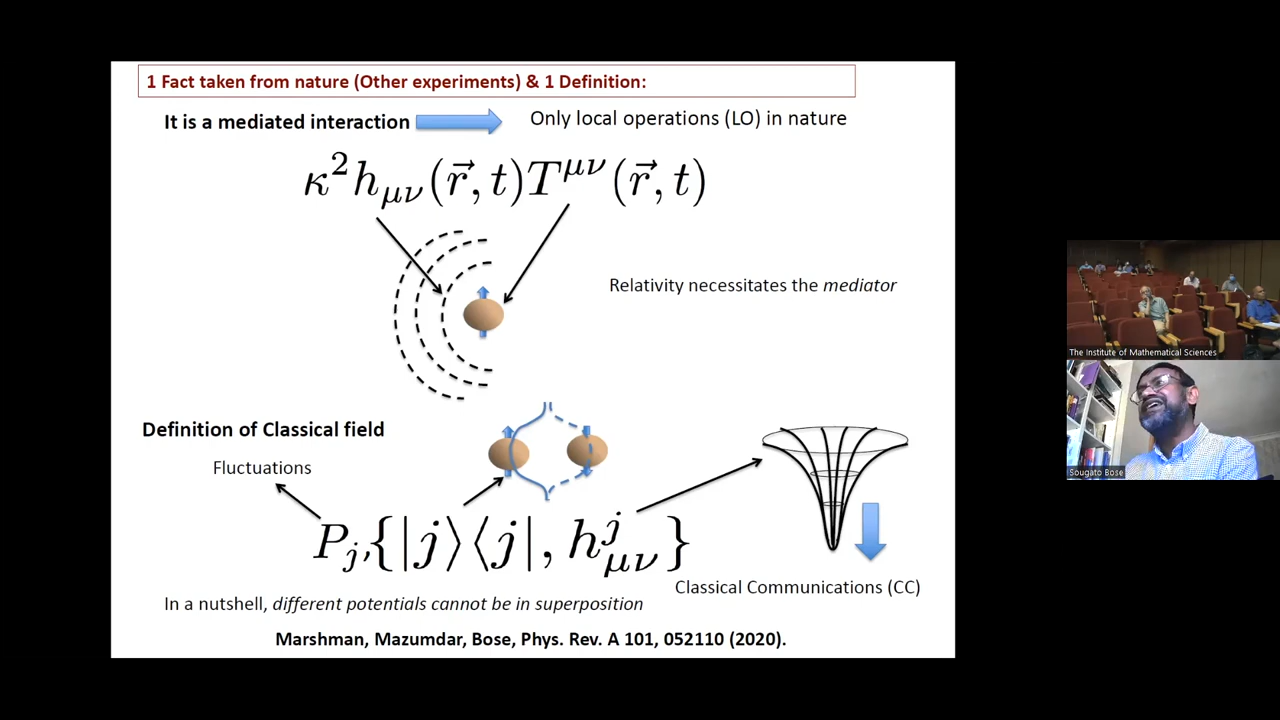 1 Fact taken from nature (Other experiments) & 1 Definition:
It is a mediated interaction
Only local operations (LO) in nature
κ²h_{μν}(r⃗, t)T^{μν}(r⃗, t)
Relativity necessitates the mediator
The Institute of Mathematical Sciences
Definition of Classical field
Fluctuations
Sougato Bose
P_j,{|j⟩⟨j|, h^j_{μν}}
Classical Communications (CC)
In a nutshell, different potentials cannot be in superposition
Marshman, Mazumdar, Bose, Phys. Rev. A 101, 052110 (2020).